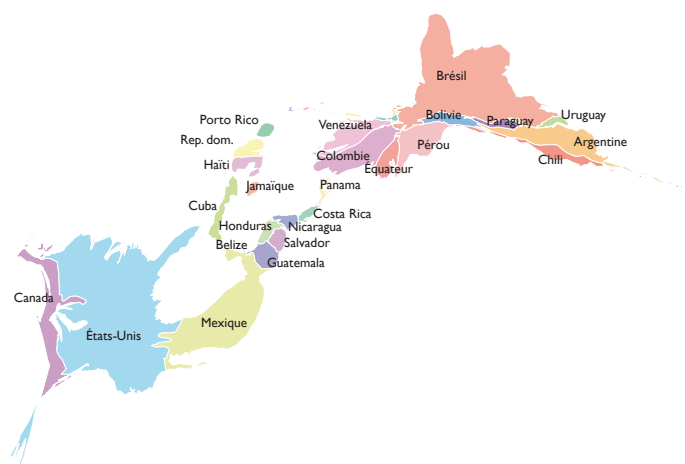 Brésil
Porto Rico
Venezuela
Bolivie
Paraguay
Uruguay
Rep. dom.
Argentine
Pérou
Haïti
Colombie
Équateur
Chili
Jamaïque
Panama
Cuba
Costa Rica
Honduras
Nicaragua
Belize
Salvador
Guatemala
Canada
Mexique
États-Unis